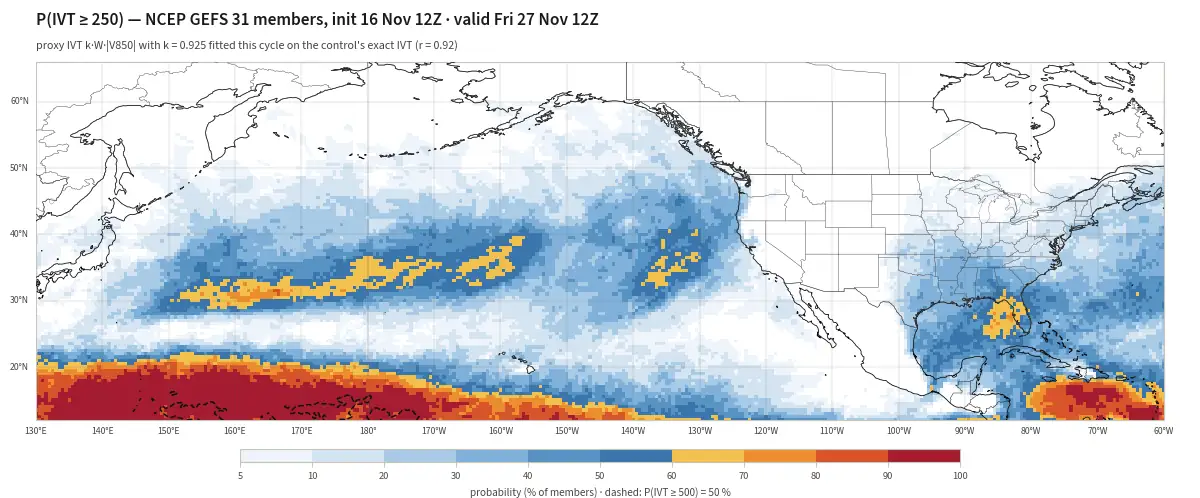 P(IVT ≥ 250) — NCEP GEFS 31 members, init 16 Nov 12Z · valid Fri 27 Nov 12Z
proxy IVT k·W·|V850| with k = 0.925 fitted this cycle on the control's exact IVT (r = 0.92)
60°N
50°N
40°N
30°N
20°N
130°E 140°E 150°E 160°E 170°E 180° 170°W 160°W 150°W 140°W 130°W 120°W 110°W 100°W 90°W 80°W 70°W 60°W
5 10 20 30 40 50 60 70 80 90 100
probability (% of members) · dashed: P(IVT ≥ 500) = 50 %